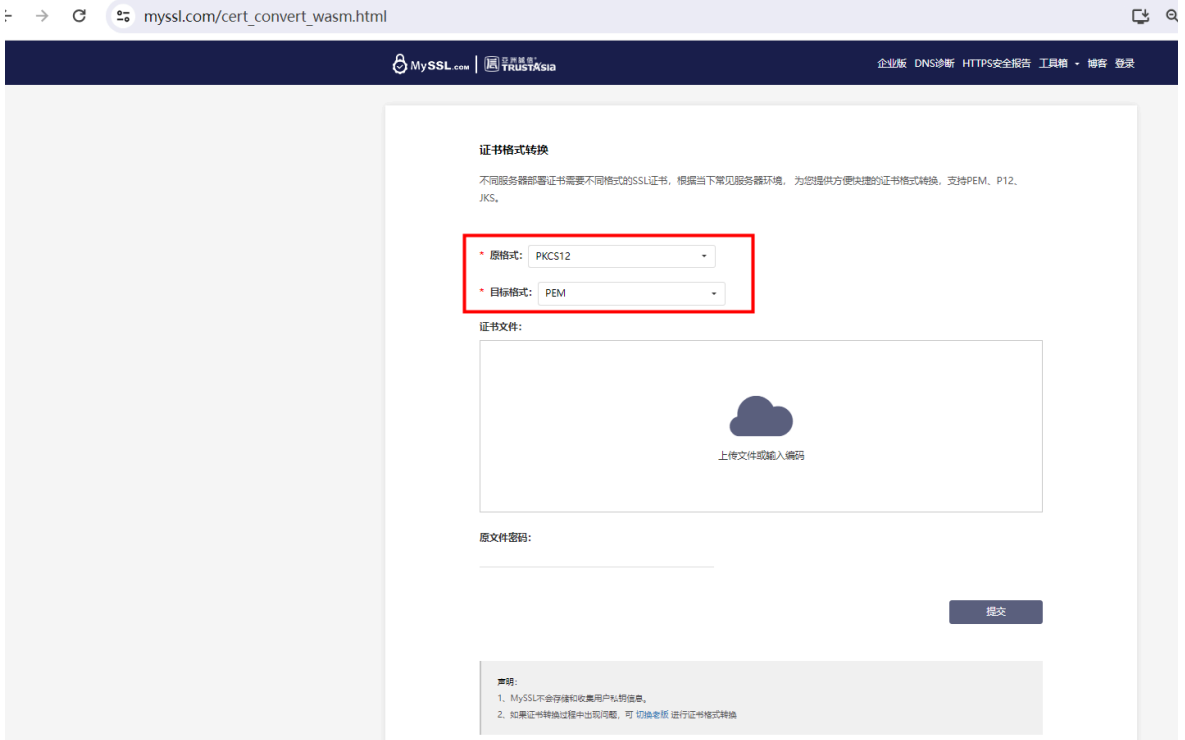 myssl.com/cert_convert_wasm.html
MySSL.com 亚洲诚信 TRUSTASIA 企业版 DNS诊断 HTTPS安全报告 工具箱 博客 登录
证书格式转换
不同服务器部署证书需要不同格式的SSL证书，根据当下常见服务器环境， 为您提供方便快捷的证书格式转换，支持PEM、P12、
JKS。
* 原格式： PKCS12
* 目标格式： PEM
证书文件：
上传文件或输入编码
原文件密码：
提交
声明：
1、MySSL不会存储和收集用户私钥信息。
2、如果证书转换过程中出现问题，可 切换老版 进行证书格式转换